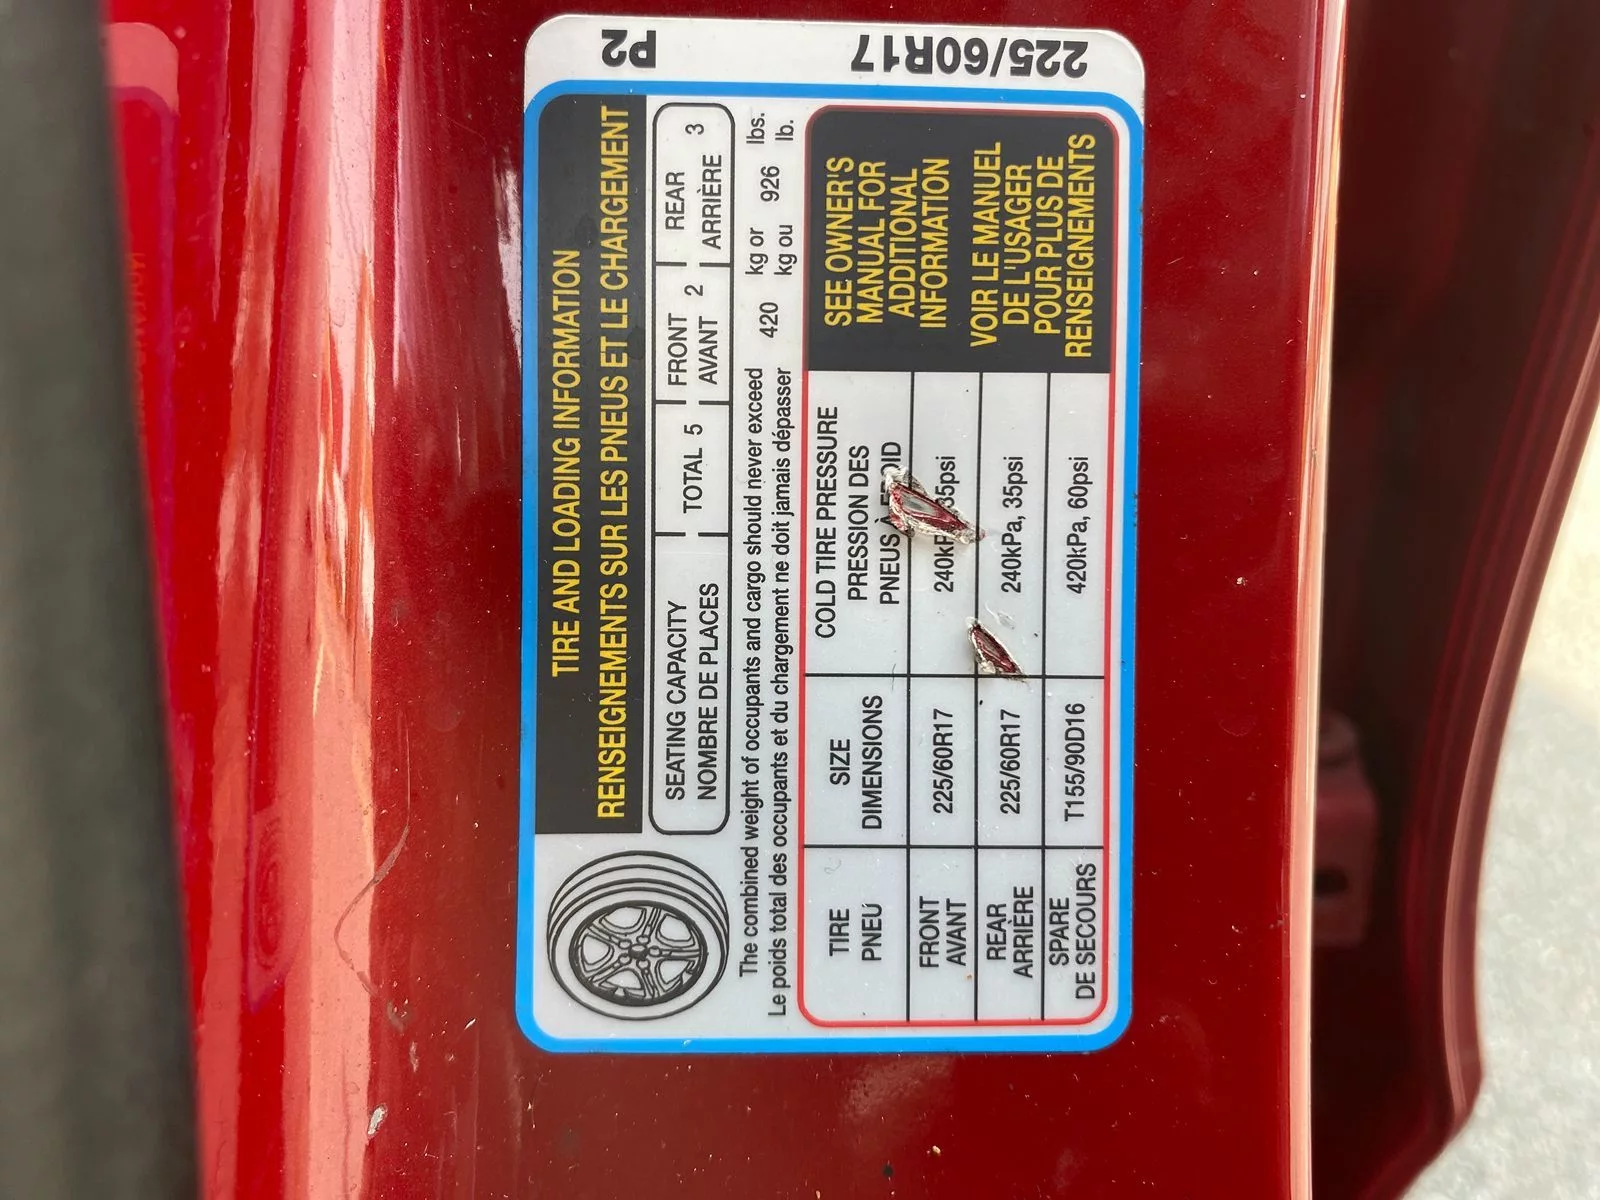 TIRE AND LOADING INFORMATION
RENSEIGNEMENTS SUR LES PNEUS ET LE CHARGEMENT
SEATING CAPACITY TOTAL 5 FRONT 2 REAR 3
NOMBRE DE PLACES AVANT ARRIÈRE
The combined weight of occupants and cargo should never exceed 420 kg or 926 lbs.
Le poids total des occupants et du chargement ne doit jamais dépasser kg ou lb.
TIRE SIZE COLD TIRE PRESSURE
PNEU DIMENSIONS PRESSION DES
PNEUS À
FRONT 225/60R17 35psi
AVANT
REAR 225/60R17 240kPa, 35psi
ARRIÈRE
SPARE T155/90D16 420kPa, 60psi
DE SECOURS
SEE OWNER'S
MANUAL FOR
ADDITIONAL
INFORMATION
VOIR LE MANUEL
DE L'USAGER
POUR PLUS DE
RENSEIGNEMENTS
225/60R17 P2